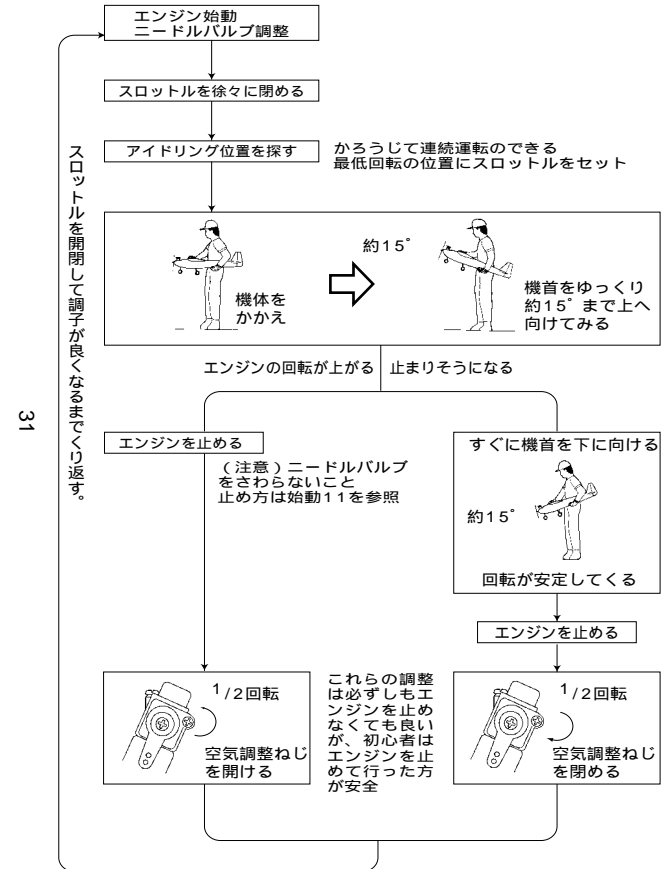 エンジン始動
ニードルバルブ調整
スロットルを徐々に閉める
アイドリング位置を探す
かろうじて連続運転のできる
最低回転の位置にスロットルをセット
機体を
かかえ
約15°
機首をゆっくり
約15°まで上へ
向けてみる
エンジンの回転が上がる
止まりそうになる
エンジンを止める
(注意)ニードルバルブ
をさわらないこと
止め方は始動11を参照
すぐに機首を下に向ける
約15°
回転が安定してくる
エンジンを止める
1/2回転
空気調整ねじ
を開ける
これらの調整
は必ずしもエ
ンジンを止め
なくても良い
が、初心者は
エンジンを止
めて行った方
が安全
1/2回転
空気調整ねじ
を閉める
スロットルを開閉して調子が良くなるまでくり返す。
31